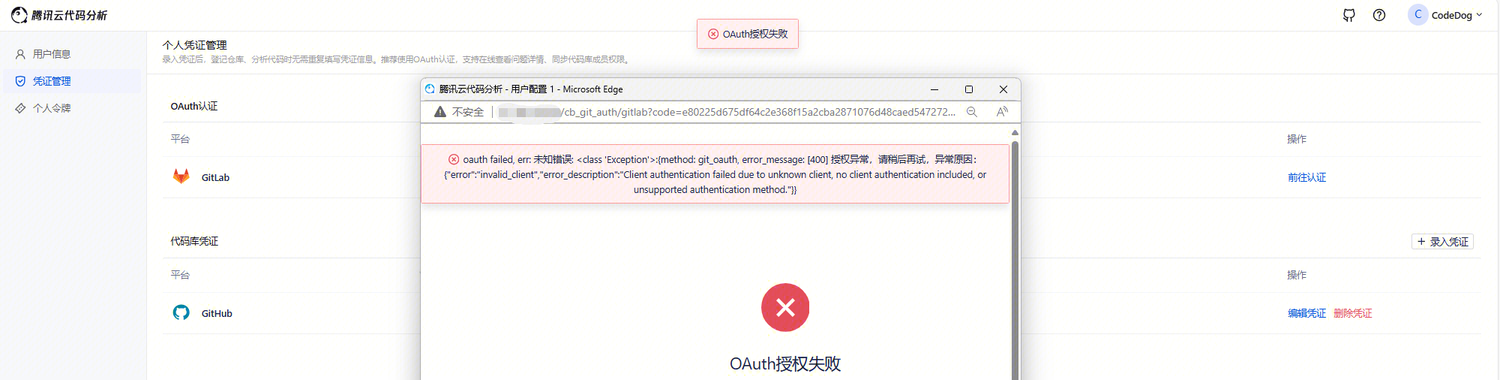 腾讯云代码分析
C CodeDog
OAuth授权失败
用户信息
凭证管理
个人令牌
个人凭证管理
录入凭证后，登记仓库、分析代码时无需重复填写凭证信息。推荐使用OAuth认证，支持在线查看问题详情、同步代码库成员权限。
OAuth认证
平台
操作
GitLab
前往认证
代码库凭证
+ 录入凭证
平台
操作
GitHub
编辑凭证 删除凭证
腾讯云代码分析 - 用户配置 1 - Microsoft Edge
不安全 /cb_git_auth/gitlab?code=e80225d675df64c2e368f15a2cba2871076d48caed547272...
oauth failed, err: 未知错误: <class 'Exception'>:(method: git_oauth, error_message: [400] 授权异常，请稍后再试，异常原因：
{"error":"invalid_client","error_description":"Client authentication failed due to unknown client, no client authentication included, or
unsupported authentication method."}}
OAuth授权失败